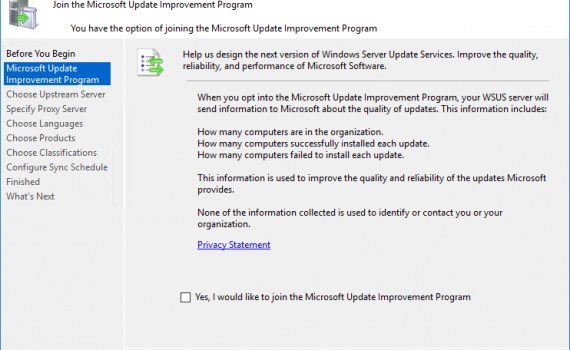 Join the Microsoft Update Improvement Program
You have the option of joining the Microsoft Update Improvement Program
Before You Begin
Microsoft Update
Improvement Program
Choose Upstream Server
Specify Proxy Server
Choose Languages
Choose Products
Choose Classifications
Configure Sync Schedule
Finished
What's Next
Help us design the next version of Windows Server Update Services. Improve the quality,
reliability, and performance of Microsoft Software.
When you opt into the Microsoft Update Improvement Program, your WSUS server will
send information to Microsoft about the quality of updates. This information includes:
How many computers are in the organization.
How many computers successfully installed each update.
How many computers failed to install each update.
This information is used to improve the quality and reliability of the updates Microsoft
provides.
None of the information collected is used to identify or contact you or your
organization.
Privacy Statement
Yes, I would like to join the Microsoft Update Improvement Program